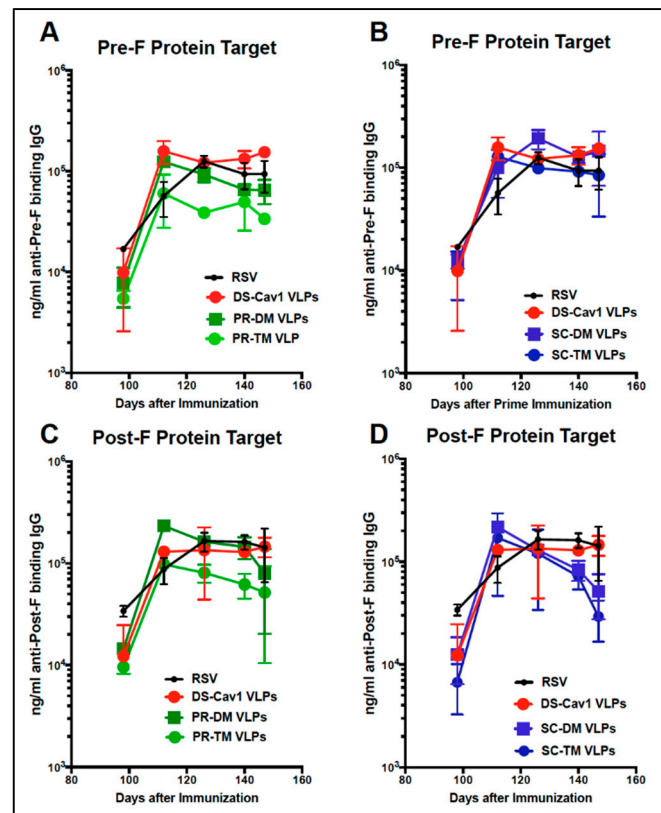 A
Pre-F Protein Target
ng/ml anti-Pre-F binding IgG
10⁶
10⁵
10⁴
10³
80 100 120 140 160
Days after Immunization
RSV
DS-Cav1 VLPs
PR-DM VLPs
PR-TM VLP
B
Pre-F Protein Target
ng/ml anti-Pre-F binding IgG
10⁶
10⁵
10⁴
10³
80 100 120 140 160
Days after Prime Immunization
RSV
DS-Cav1 VLPs
SC-DM VLPs
SC-TM VLPs
C
Post-F Protein Target
ng/ml anti-Post-F binding IgG
10⁶
10⁵
10⁴
10³
80 100 120 140 160
Days after Immunization
RSV
DS-Cav1 VLPs
PR-DM VLPs
PR-TM VLPs
D
Post-F Protein Target
ng/ml anti-Post-F binding IgG
10⁶
10⁵
10⁴
10³
80 100 120 140 160
Days after Immunization
RSV
DS-Cav1 VLPs
SC-DM VLPs
SC-TM VLPs